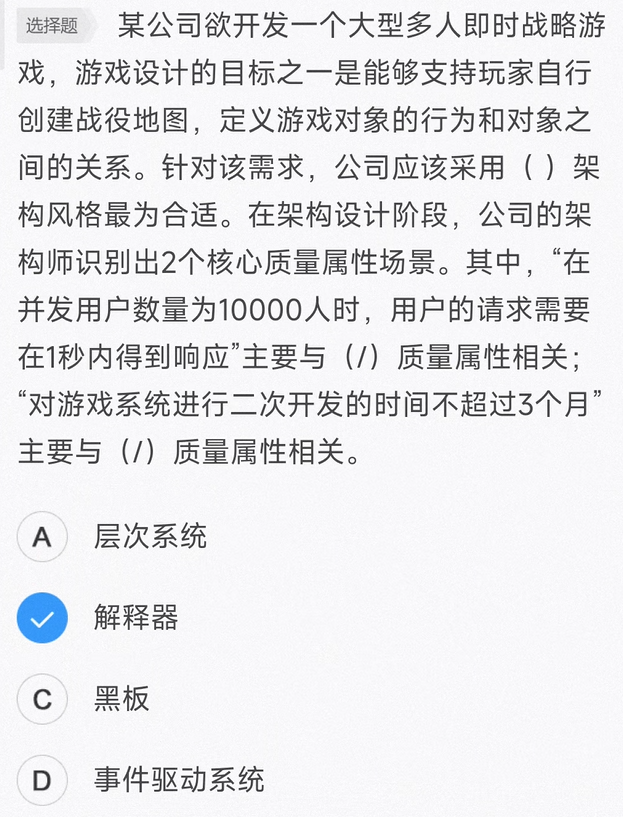 选择题 某公司欲开发一个大型多人即时战略游
戏，游戏设计的目标之一是能够支持玩家自行
创建战役地图，定义游戏对象的行为和对象之
间的关系。针对该需求，公司应该采用（ ）架
构风格最为合适。在架构设计阶段，公司的架
构师识别出2个核心质量属性场景。其中，“在
并发用户数量为10000人时，用户的请求需要
在1秒内得到响应”主要与（/）质量属性相关；
“对游戏系统进行二次开发的时间不超过3个月”
主要与（/）质量属性相关。
A 层次系统
解释器
C 黑板
D 事件驱动系统